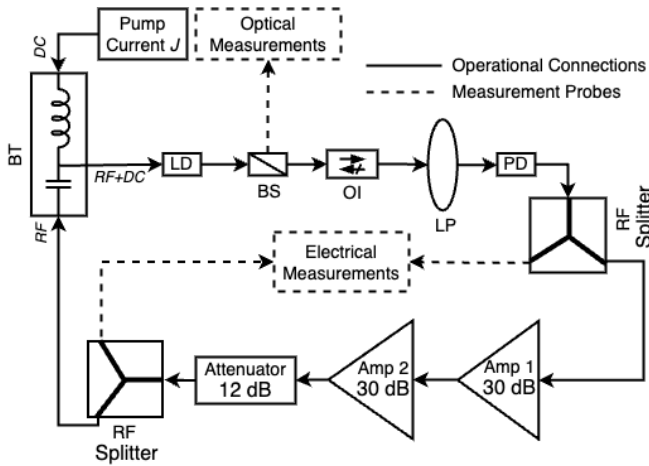 Pump
Current J
Optical
Measurements
DC
Operational Connections
Measurement Probes
BT
RF+DC
LD
BS
OI
LP
PD
RF
Splitter
RF
Electrical
Measurements
Attenuator
12 dB
Amp 2
30 dB
Amp 1
30 dB
RF
Splitter